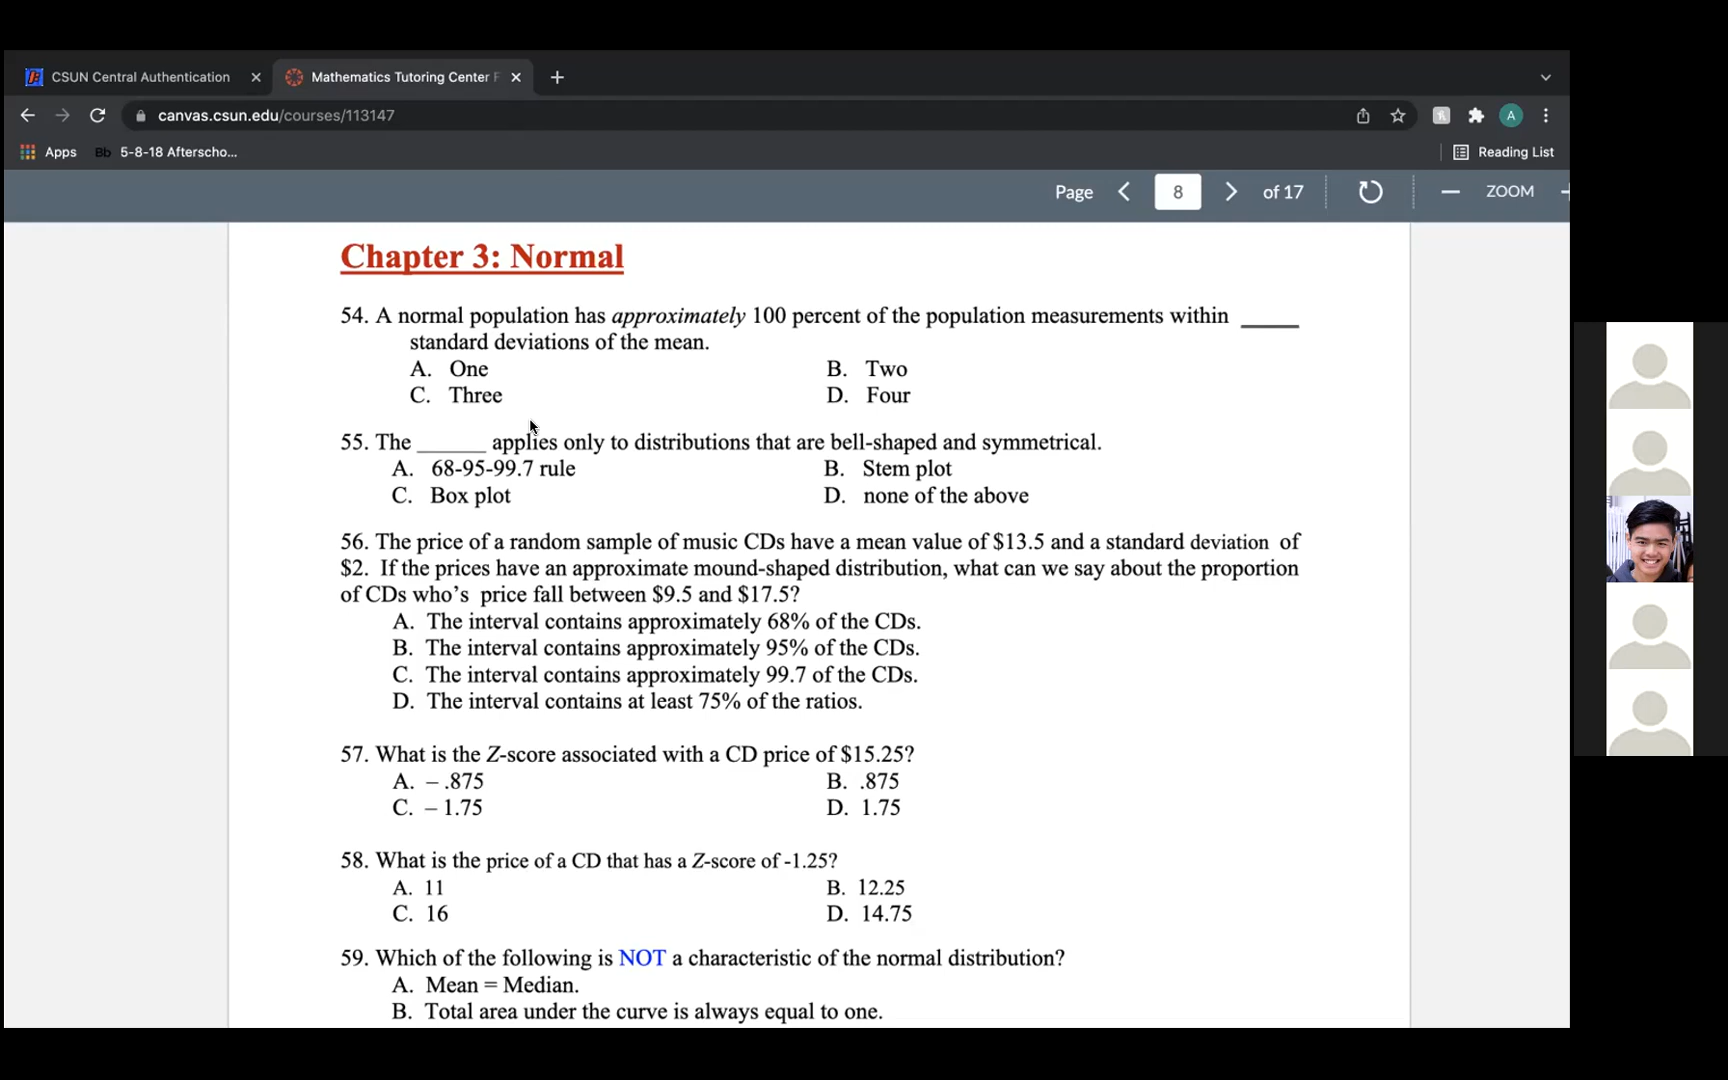 CSUN Central Authentication
Mathematics Tutoring Center F
canvas.csun.edu/courses/113147
A
Apps
Bb 5-8-18 Afterscho...
Reading List
Page 8 of 17
ZOOM
Chapter 3: Normal
54. A normal population has approximately 100 percent of the population measurements within _____
standard deviations of the mean.
A. One B. Two
C. Three D. Four
55. The ______ applies only to distributions that are bell-shaped and symmetrical.
A. 68-95-99.7 rule B. Stem plot
C. Box plot D. none of the above
56. The price of a random sample of music CDs have a mean value of $13.5 and a standard deviation of
$2. If the prices have an approximate mound-shaped distribution, what can we say about the proportion
of CDs who's price fall between $9.5 and $17.5?
A. The interval contains approximately 68% of the CDs.
B. The interval contains approximately 95% of the CDs.
C. The interval contains approximately 99.7 of the CDs.
D. The interval contains at least 75% of the ratios.
57. What is the Z-score associated with a CD price of $15.25?
A. – .875 B. .875
C. – 1.75 D. 1.75
58. What is the price of a CD that has a Z-score of -1.25?
A. 11 B. 12.25
C. 16 D. 14.75
59. Which of the following is NOT a characteristic of the normal distribution?
A. Mean = Median.
B. Total area under the curve is always equal to one.